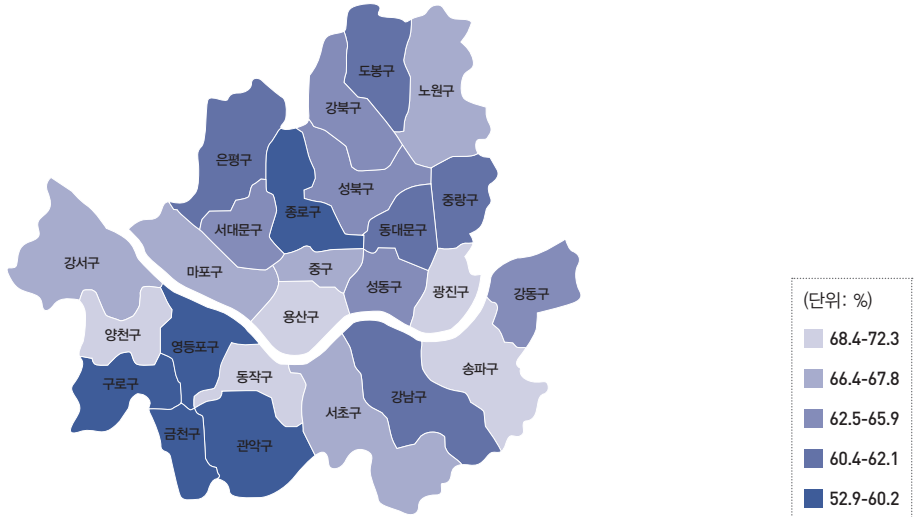 도봉구
노원구
강북구
은평구
성북구
중랑구
종로구
서대문구
동대문구
강서구
마포구
중구
성동구
광진구
강동구
용산구
양천구
영등포구
동작구
송파구
구로구
서초구
강남구
금천구
관악구
(단위: %)
68.4-72.3
66.4-67.8
62.5-65.9
60.4-62.1
52.9-60.2